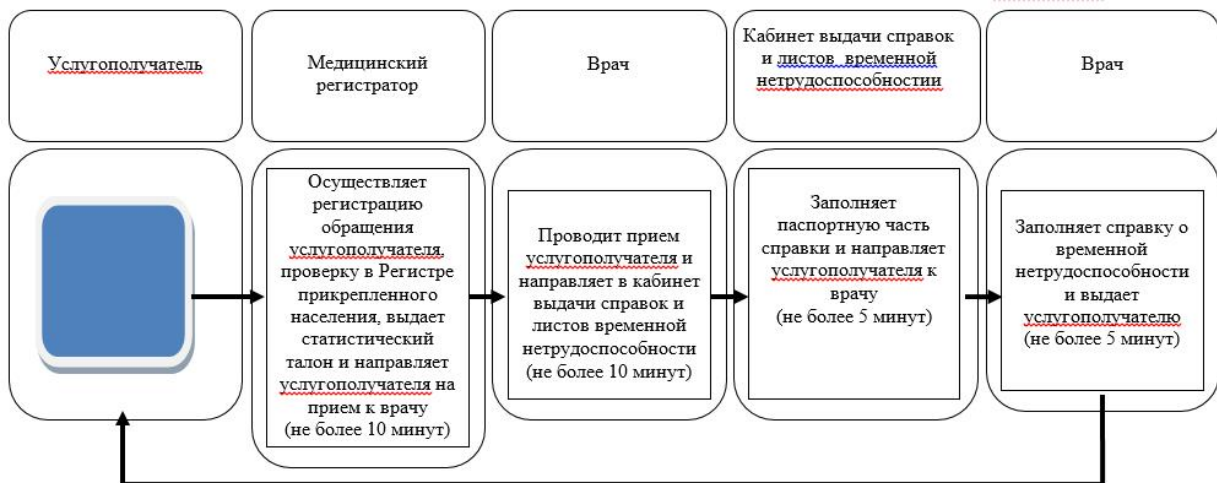 Услугополучатель
Медицинский
регистратор
Врач
Кабинет выдачи справок
и листов временной
нетрудоспособностии
Врач
Осуществляет
регистрацию
обращения
услугополучателя,
проверку в Регистре
прикрепленного
населения, выдает
статистический
талон и направляет
услугополучателя на
прием к врачу
(не более 10 минут)
Проводит прием
услугополучателя и
направляет в кабинет
выдачи справок и
листов временной
нетрудоспособности
(не более 10 минут)
Заполняет
паспортную часть
справки и направляет
услугополучателя к
врачу
(не более 5 минут)
Заполняет справку о
временной
нетрудоспособности
и выдает
услугополучателю
(не более 5 минут)